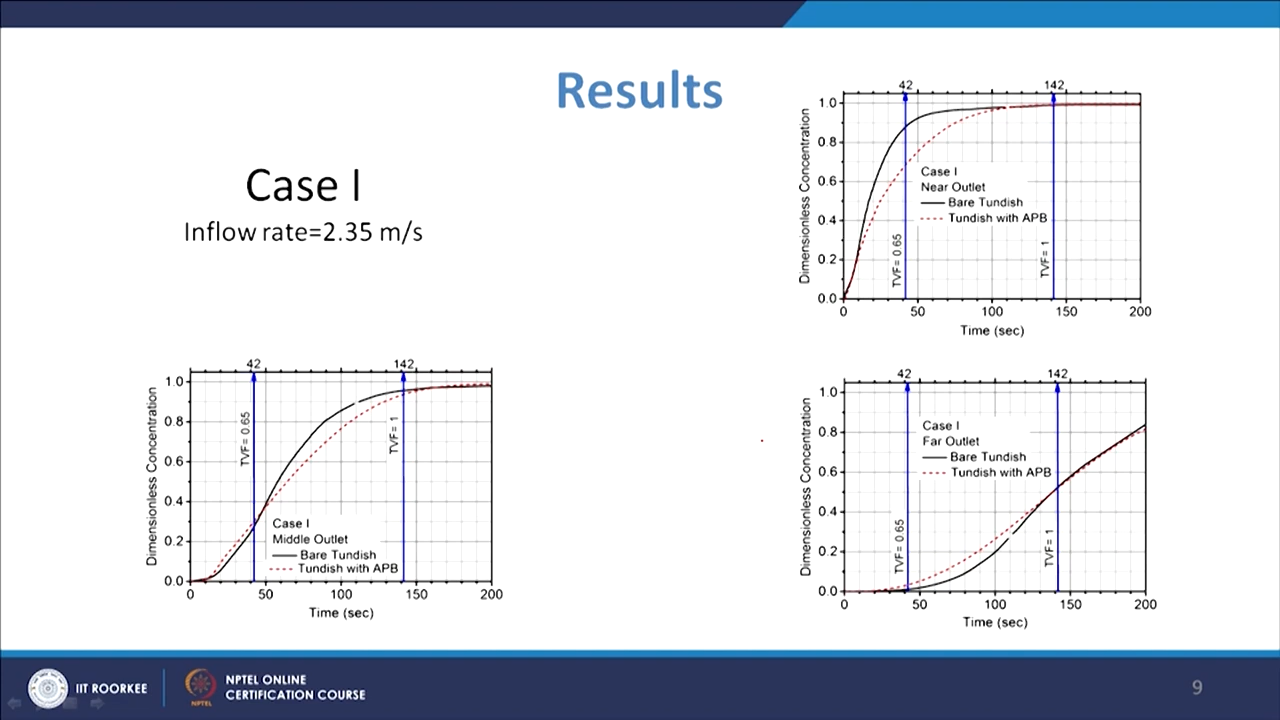 Results
Case I
Inflow rate=2.35 m/s
42
142
Dimensionless Concentration
1.0
0.8
0.6
0.4
0.2
0.0
TVF= 0.65
TVF= 1
Case I
Near Outlet
Bare Tundish
Tundish with APB
0
50
100
150
200
Time (sec)
42
142
Dimensionless Concentration
1.0
0.8
0.6
0.4
0.2
0.0
TVF= 0.65
TVF= 1
Case I
Middle Outlet
Bare Tundish
Tundish with APB
0
50
100
150
200
Time (sec)
42
142
Dimensionless Concentration
1.0
0.8
0.6
0.4
0.2
0.0
TVF= 0.65
TVF= 1
Case I
Far Outlet
Bare Tundish
Tundish with APB
0
50
100
150
200
Time (sec)
IIT ROORKEE
NPTEL
NPTEL ONLINE
CERTIFICATION COURSE
9